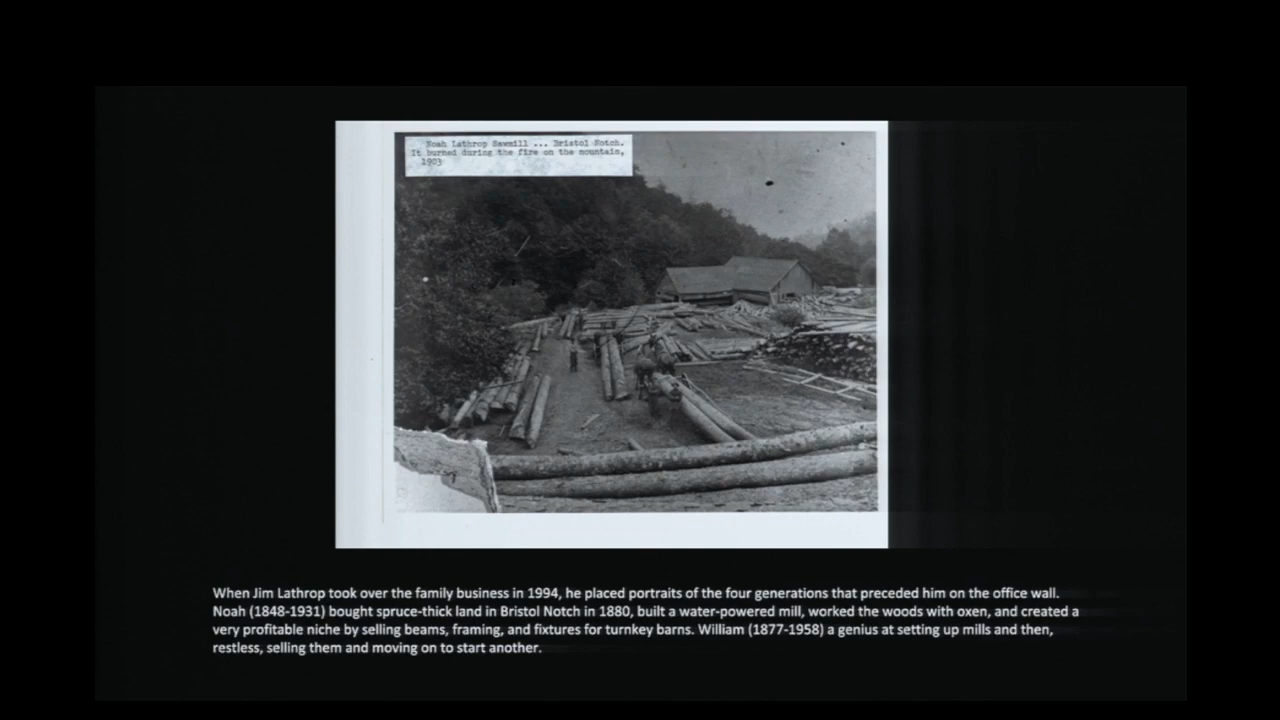 Noah Lathrop Sawmill ... Bristol Notch.
It burned during the fire on the mountain,
1903
When Jim Lathrop took over the family business in 1994, he placed portraits of the four generations that preceded him on the office wall.
Noah (1848-1931) bought spruce-thick land in Bristol Notch in 1880, built a water-powered mill, worked the woods with oxen, and created a
very profitable niche by selling beams, framing, and fixtures for turnkey barns. William (1877-1958) a genius at setting up mills and then,
restless, selling them and moving on to start another.